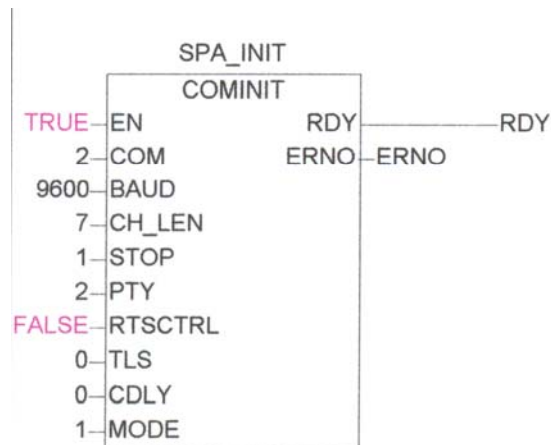 SPA_INIT
COMINIT
TRUE EN RDY RDY
2 COM ERNO ERNO
9600 BAUD
7 CH_LEN
1 STOP
2 PTY
FALSE RTSCTRL
0 TLS
0 CDLY
1 MODE